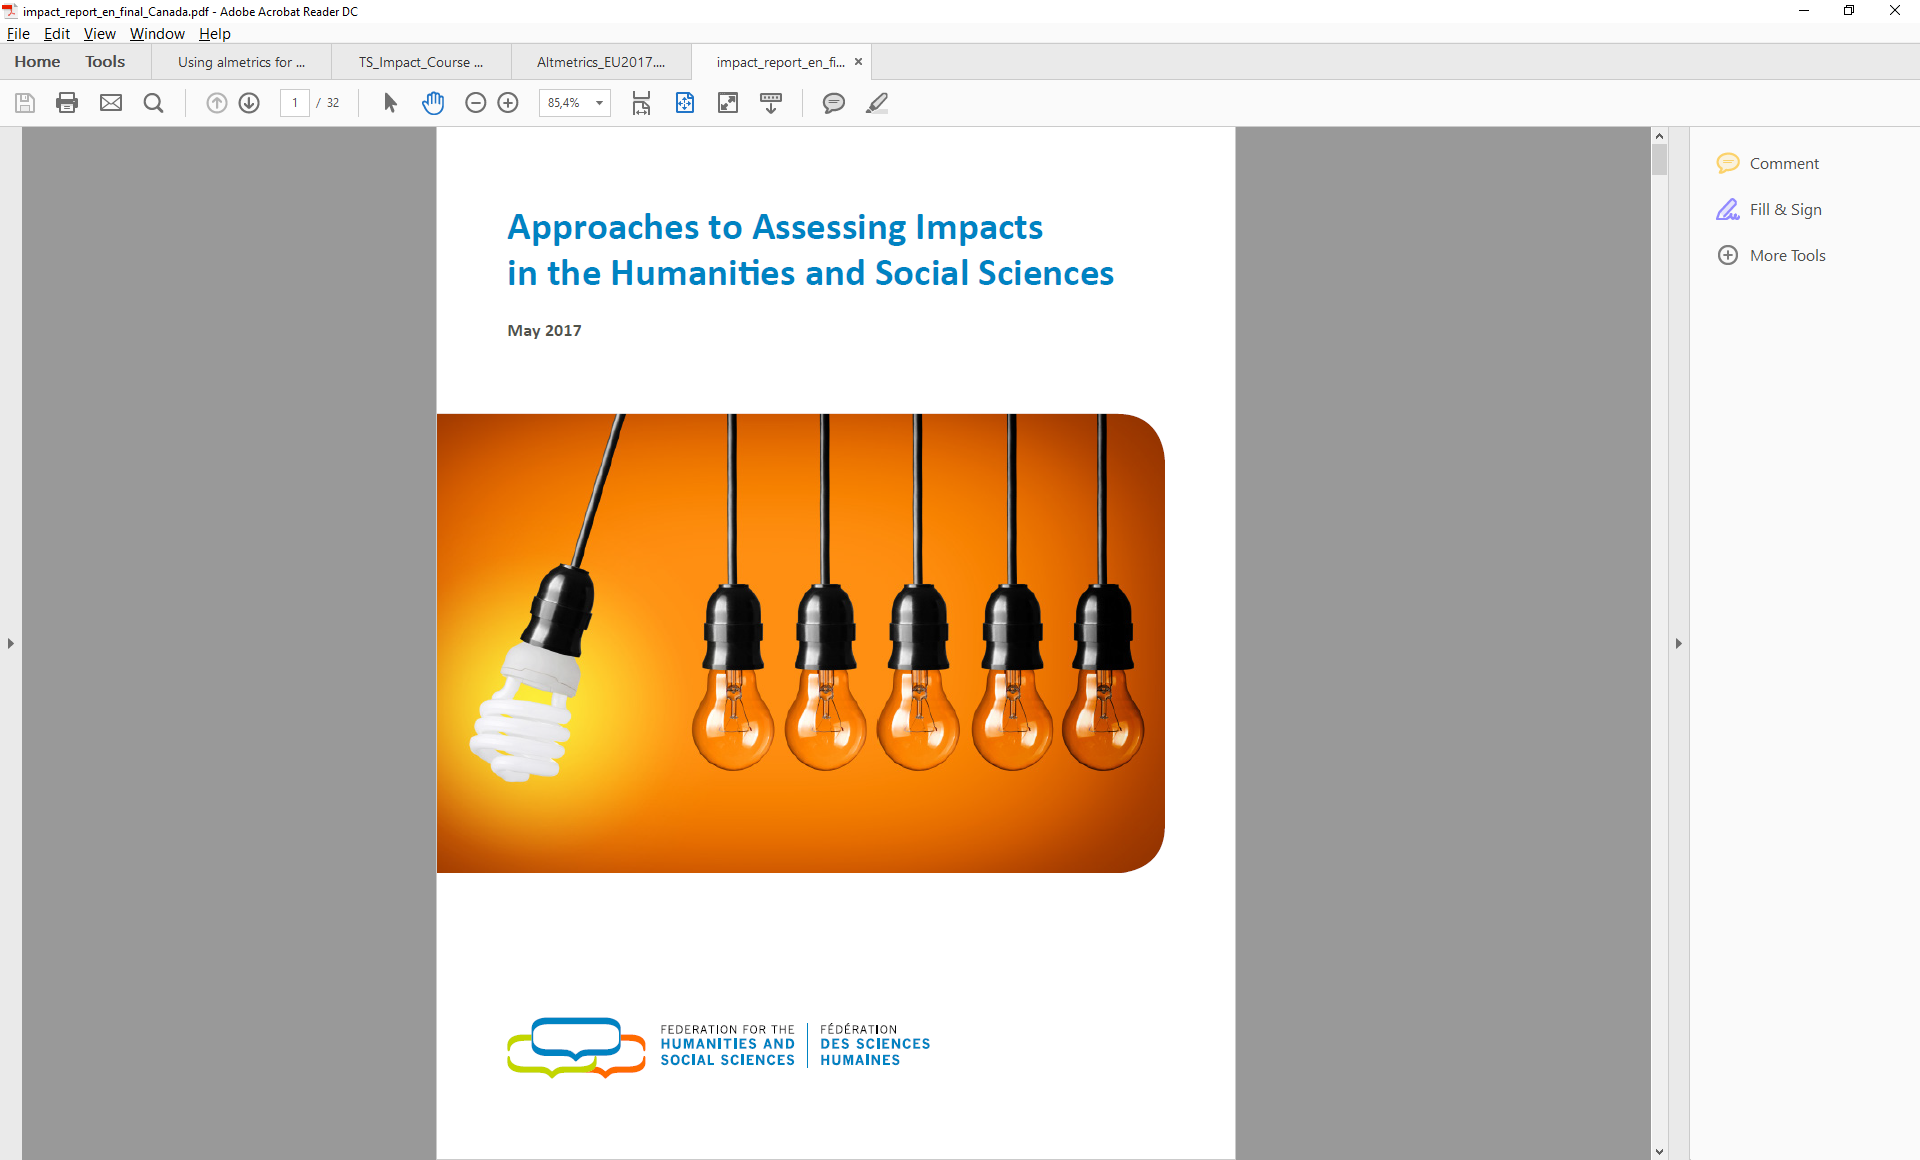 impact_report_en_final_Canada.pdf - Adobe Acrobat Reader DC
File Edit View Window Help
Home Tools Using almetrics for ... TS_Impact_Course ... Altmetrics_EU2017.... impact_report_en_fi... ×
1 / 32 85,4%
Comment
Fill & Sign
More Tools
Approaches to Assessing Impacts
in the Humanities and Social Sciences
May 2017
FEDERATION FOR THE
HUMANITIES AND
SOCIAL SCIENCES
FÉDÉRATION
DES SCIENCES
HUMAINES